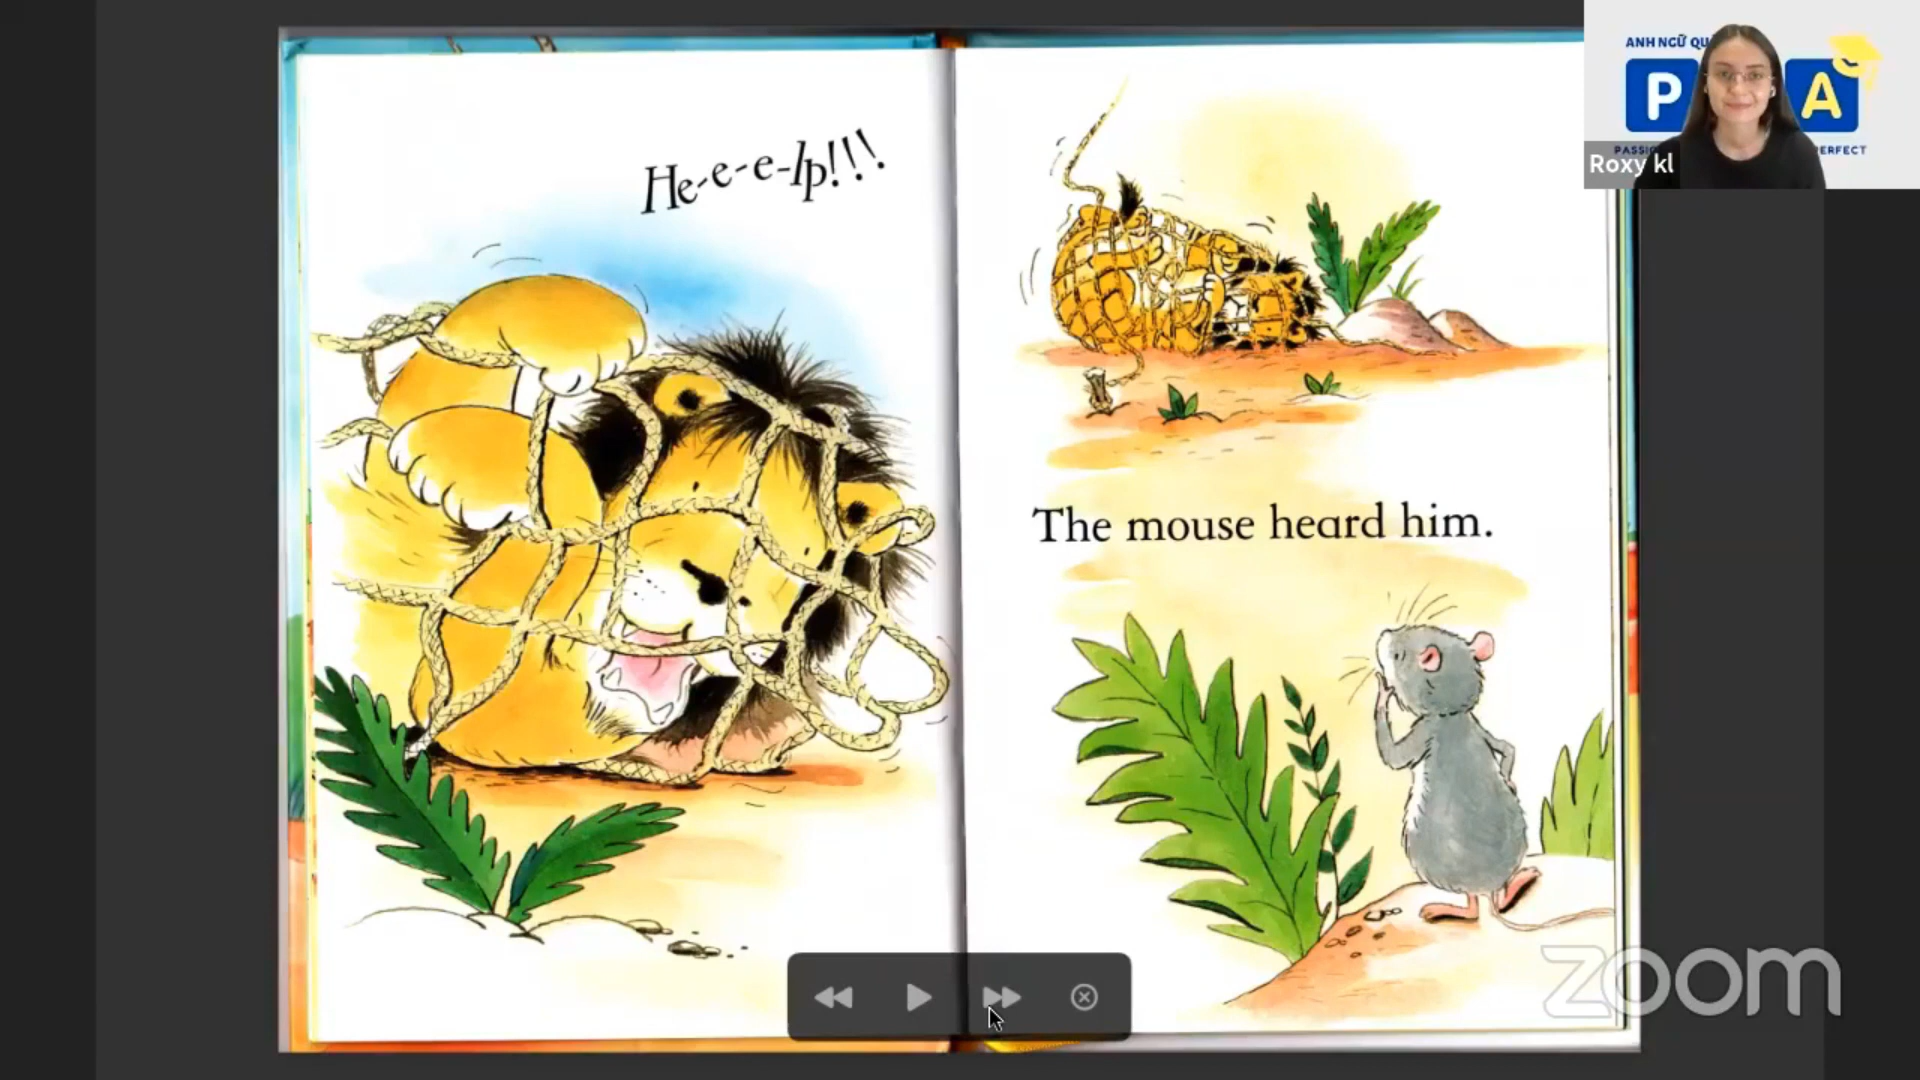 He-e-e-lp!!!
The mouse heard him.
ANH NGỮ QU
P A
PASSI ERFECT
Roxy kl
zoom